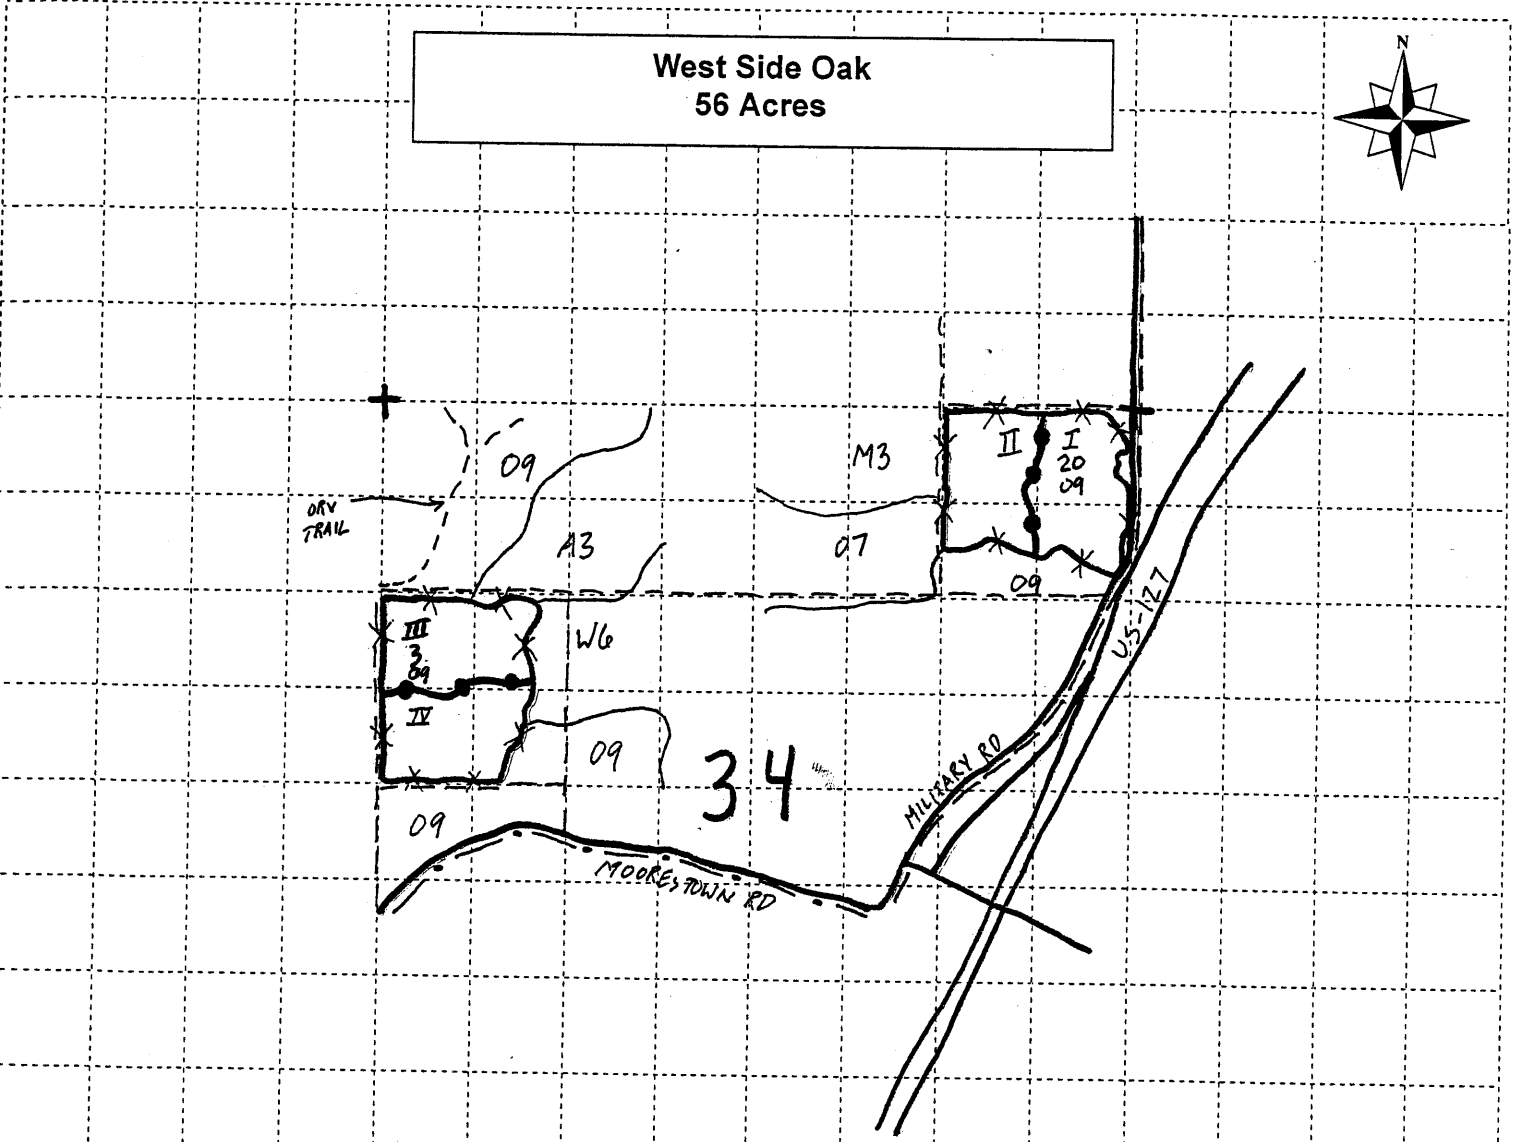 West Side Oak
56 Acres
N
M3
II
I
20
09
09
ORV
TRAIL
A3
07
09
III
3
09
W6
US-127
IV
09
34
MILITARY RD
09
MOORESTOWN RD